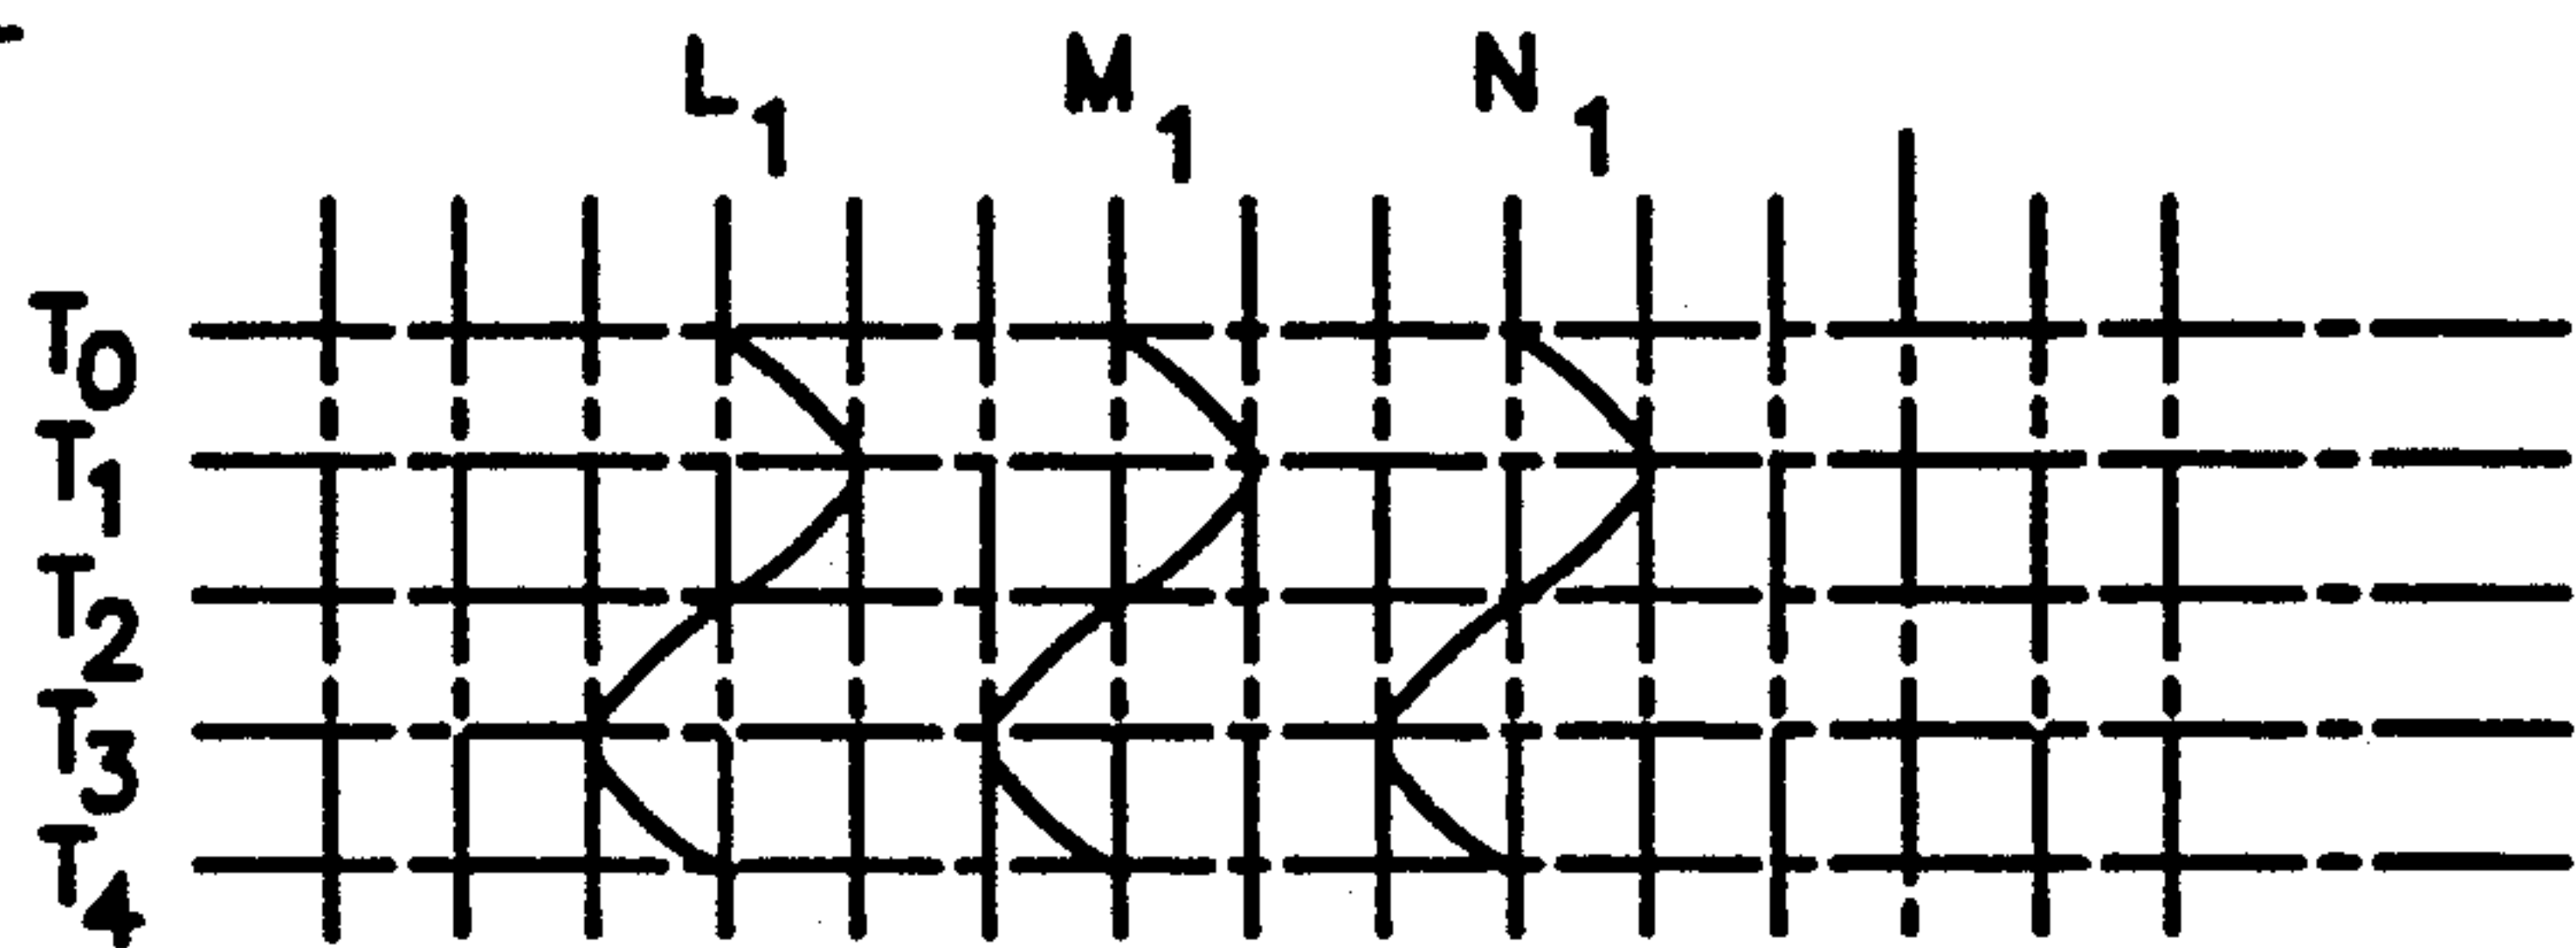 L₁ M₁ N₁
T₀
T₁
T₂
T₃
T₄